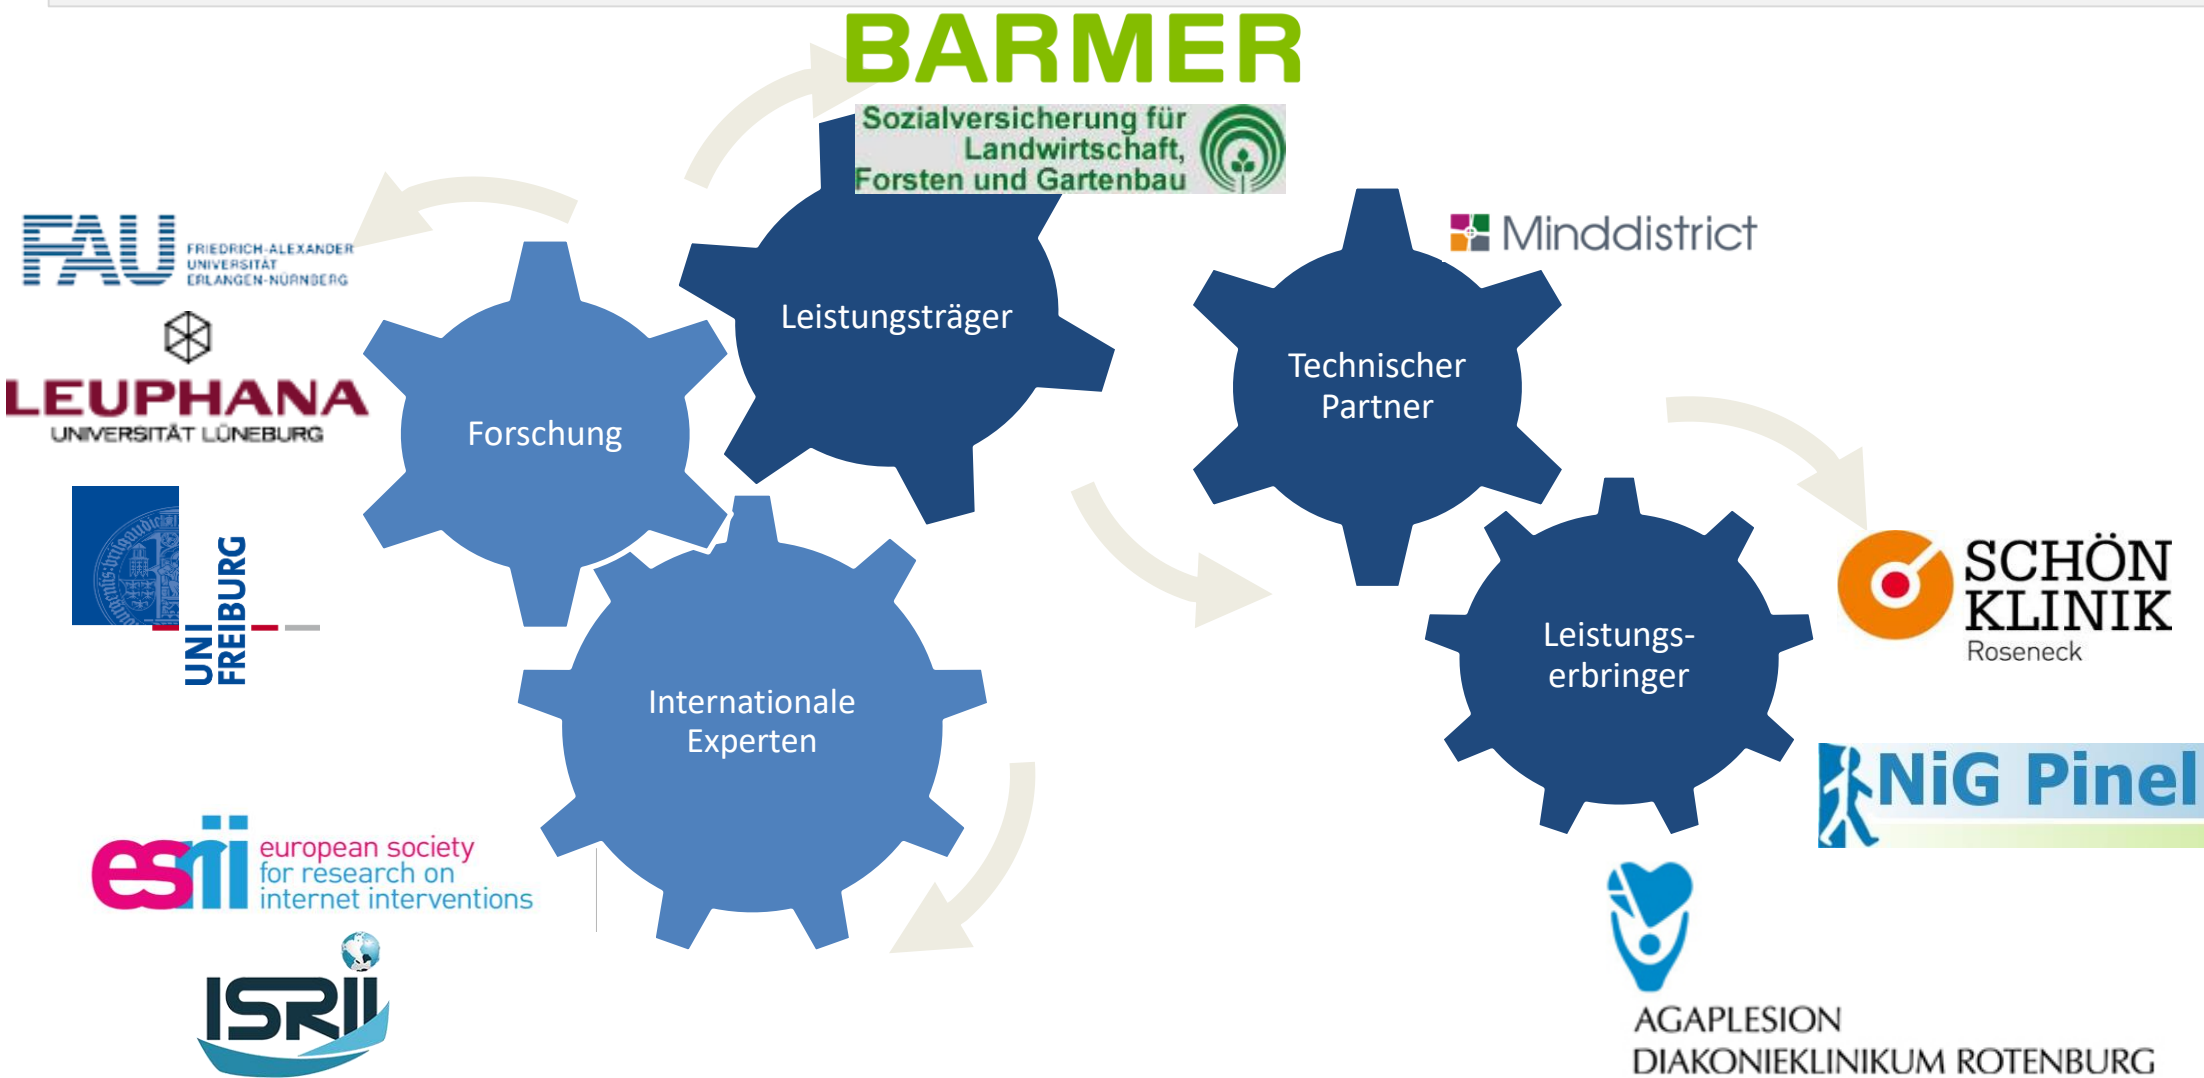 BARMER
Sozialversicherung für
Landwirtschaft,
Forsten und Gartenbau
FAU
FRIEDRICH-ALEXANDER
UNIVERSITÄT
ERLANGEN-NÜRNBERG
Minddistrict
Leistungsträger
LEUPHANA
UNIVERSITÄT LÜNEBURG
Technischer
Partner
Forschung
UNI
FREIBURG
SCHÖN
KLINIK
Roseneck
Leistungs-
erbringer
Internationale
Experten
NiG Pinel
esrii
european society
for research on
internet interventions
ISRII
AGAPLESION
DIAKONIEKLINIKUM ROTENBURG